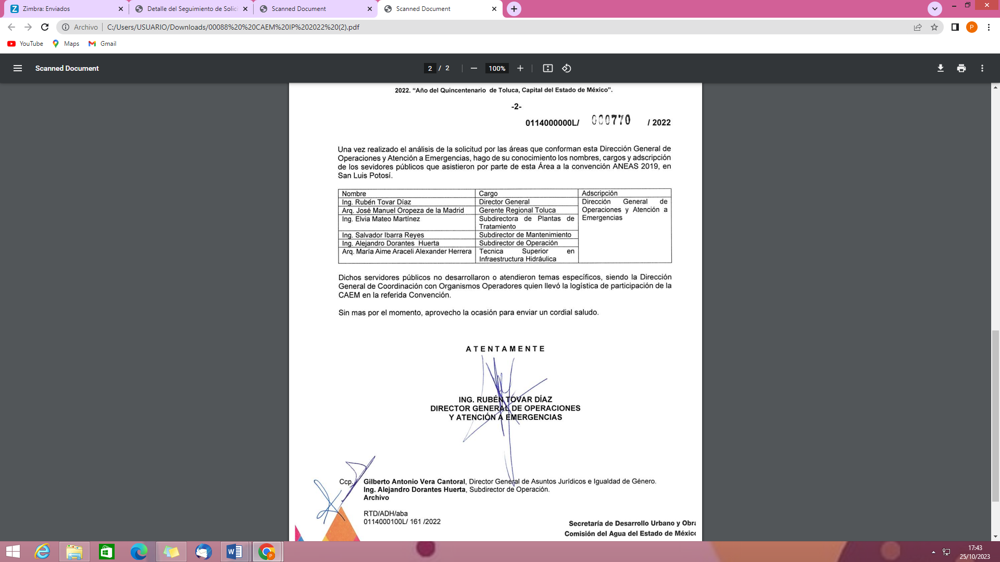 Zimbra: Enviados
Detalle del Seguimiento de Solici
Scanned Document
Scanned Document
Archivo
C:/Users/USUARIO/Downloads/00088%20%20CAEM%20IP%202022%20(2).pdf
P
YouTube
Maps
Gmail
Scanned Document
2 / 2
100%
2022. “Año del Quincentenario de Toluca, Capital del Estado de México”.
-2-
0114000000L/ 000770 / 2022
Una vez realizado el análisis de la solicitud por las áreas que conforman esta Dirección General de
Operaciones y Atención a Emergencias, hago de su conocimiento los nombres, cargos y adscripción
de los sevidores públicos que asistieron por parte de esta Área a la convención ANEAS 2019, en
San Luis Potosí.
Nombre Cargo Adscripción
Ing. Rubén Tovar Díaz Director General Dirección General de
Arq. José Manuel Oropeza de la Madrid Gerente Regional Toluca Operaciones y Atención a
Ing. Elvia Mateo Martínez Subdirectora de Plantas de Emergencias
Tratamiento
Ing. Salvador Ibarra Reyes Subdirector de Mantenimiento
Ing. Alejandro Dorantes Huerta Subdirector de Operación
Arq. María Aime Araceli Alexander Herrera Tecnica Superior en
Infraestructura Hidráulica
Dichos servidores públicos no desarrollaron o atendieron temas específicos, siendo la Dirección
General de Coordinación con Organismos Operadores quien llevó la logística de participación de la
CAEM en la referida Convención.
Sin mas por el momento, aprovecho la ocasión para enviar un cordial saludo.
A T E N T A M E N T E
ING. RUBÉN TOVAR DÍAZ
DIRECTOR GENERAL DE OPERACIONES
Y ATENCIÓN A EMERGENCIAS
Ccp. Gilberto Antonio Vera Cantoral, Director General de Asuntos Jurídicos e Igualdad de Género.
Ing. Alejandro Dorantes Huerta, Subdirector de Operación.
Archivo
RTD/ADH/aba
0114000100L/ 161 /2022
Secretaría de Desarrollo Urbano y Obra
Comisión del Agua del Estado de México
17:43
25/10/2023